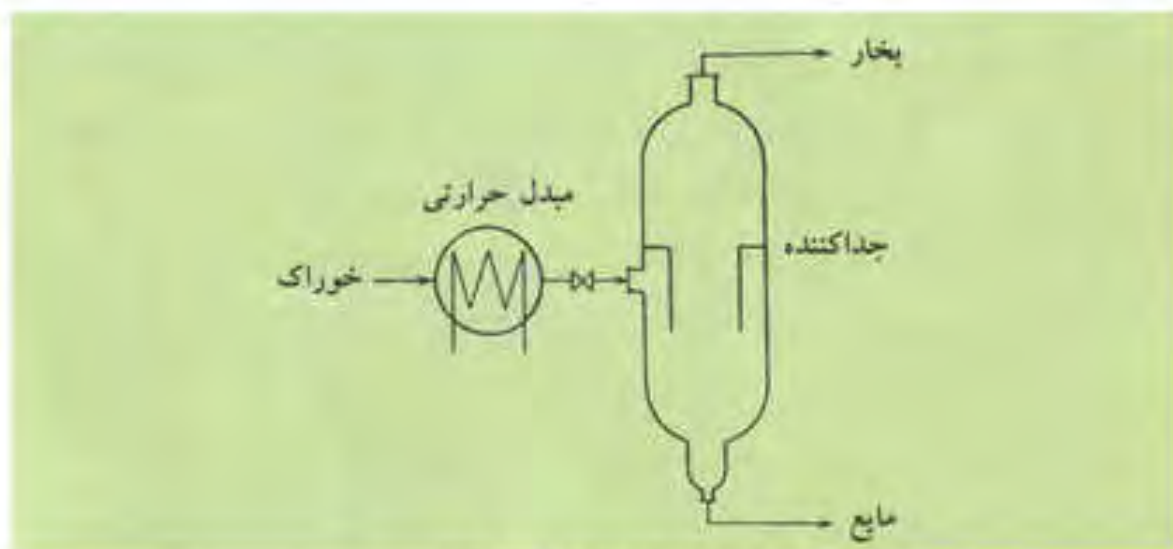 بخار
مبدل حرارتی
جداکننده
خوراک
مایع